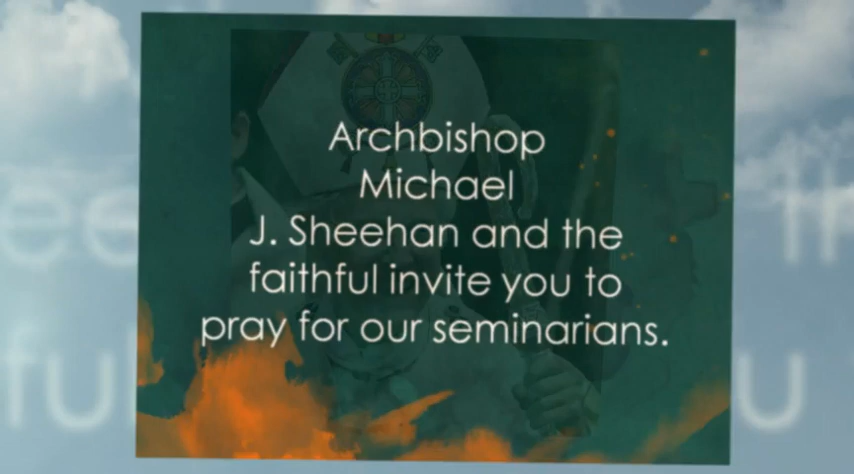 Archbishop
Michael
J. Sheehan and the
faithful invite you to
pray for our seminarians.